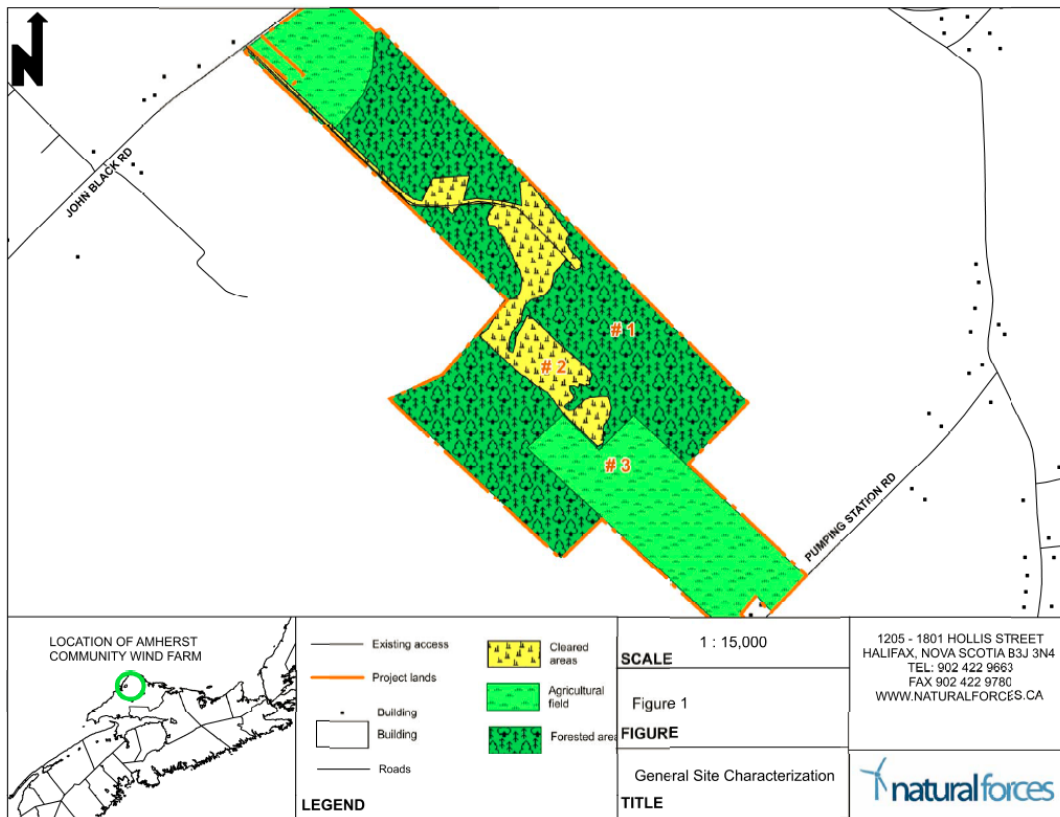 N
JOHN BLACK RD
# 1
# 2
# 3
PUMPING STATION RD
LOCATION OF AMHERST
COMMUNITY WIND FARM
Existing access
Project lands
Building
Building
Roads
LEGEND
Cleared
areas
Agricultural
field
Forested area
1 : 15,000
SCALE
Figure 1
FIGURE
General Site Characterization
TITLE
1205 - 1801 HOLLIS STREET
HALIFAX, NOVA SCOTIA B3J 3N4
TEL: 902 422 9663
FAX 902 422 9780
WWW.NATURALFORCES.CA
naturalforces